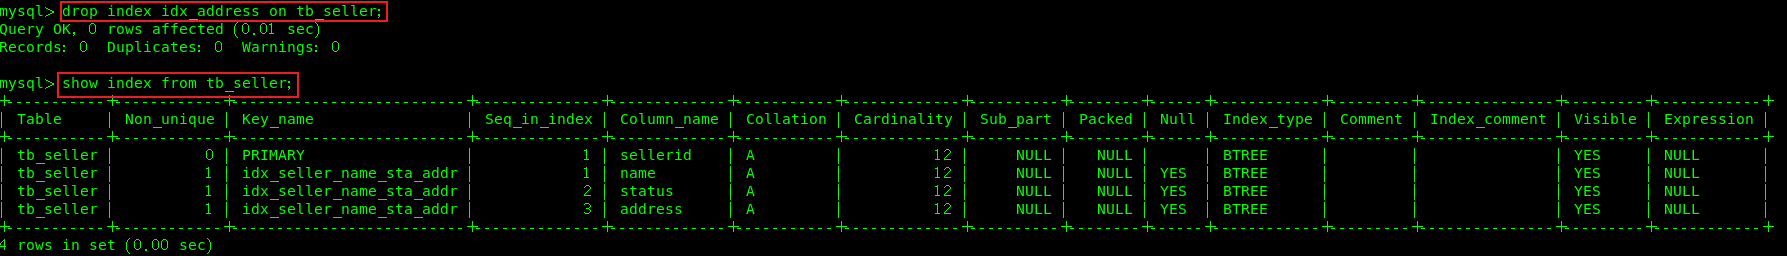 mysql> drop index idx_address on tb_seller;
Query OK, 0 rows affected (0.01 sec)
Records: 0  Duplicates: 0  Warnings: 0
mysql> show index from tb_seller;
+-----------+------------+--------------------------+--------------+-------------+-----------+-------------+----------+--------+------+------------+---------+---------------+---------+------------+
| Table     | Non_unique | Key_name                 | Seq_in_index | Column_name | Collation | Cardinality | Sub_part | Packed | Null | Index_type | Comment | Index_comment | Visible | Expression |
+-----------+------------+--------------------------+--------------+-------------+-----------+-------------+----------+--------+------+------------+---------+---------------+---------+------------+
| tb_seller |          0 | PRIMARY                  |            1 | sellerid    | A         |          12 |     NULL |   NULL |      | BTREE      |         |               | YES     | NULL       |
| tb_seller |          1 | idx_seller_name_sta_addr |            1 | name        | A         |          12 |     NULL |   NULL | YES  | BTREE      |         |               | YES     | NULL       |
| tb_seller |          1 | idx_seller_name_sta_addr |            2 | status      | A         |          12 |     NULL |   NULL | YES  | BTREE      |         |               | YES     | NULL       |
| tb_seller |          1 | idx_seller_name_sta_addr |            3 | address     | A         |          12 |     NULL |   NULL | YES  | BTREE      |         |               | YES     | NULL       |
+-----------+------------+--------------------------+--------------+-------------+-----------+-------------+----------+--------+------+------------+---------+---------------+---------+------------+
4 rows in set (0.00 sec)